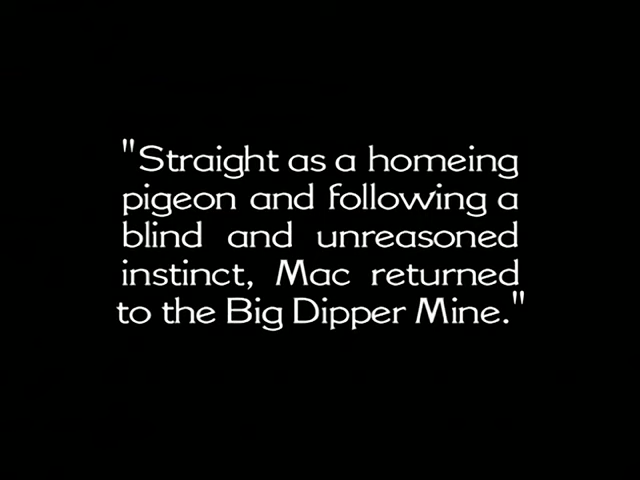 "Straight as a homeing
pigeon and following a
blind and unreasoned
instinct, Mac returned
to the Big Dipper Mine."